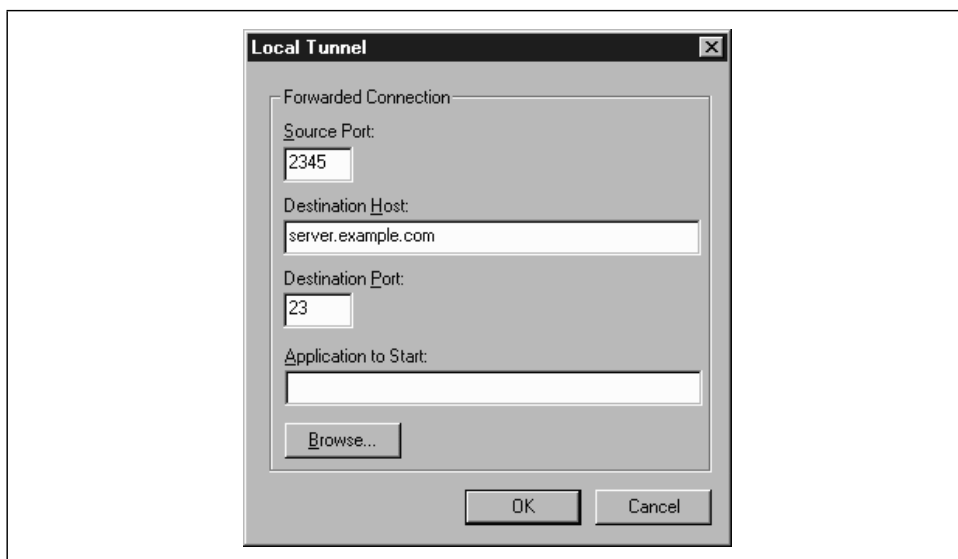 Local Tunnel
Forwarded Connection
Source Port:
2345
Destination Host:
server.example.com
Destination Port:
23
Application to Start:
Browse...
OK
Cancel